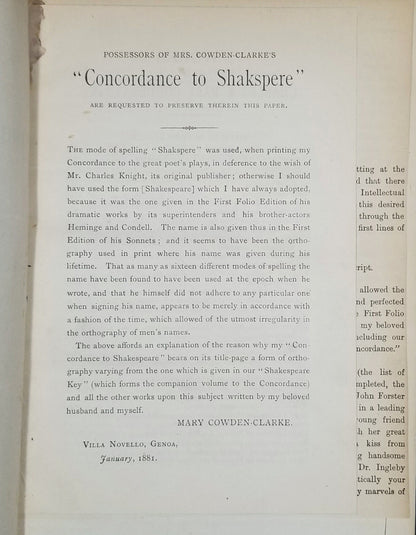 POSSESSORS OF MRS. COWDEN-CLARKE'S
"Concordance to Shakspere"
ARE REQUESTED TO PRESERVE THEREIN THIS PAPER.
THE mode of spelling "Shakspere" was used, when printing my
Concordance to the great poet's plays, in deference to the wish of
Mr. Charles Knight, its original publisher; otherwise I should
have used the form [Shakespeare] which I have always adopted,
because it was the one given in the First Folio Edition of his
dramatic works by its superintenders and his brother-actors
Heminge and Condell. The name is also given thus in the First
Edition of his Sonnets; and it seems to have been the ortho-
graphy used in print where his name was given during his
lifetime. That as many as sixteen different modes of spelling the
name have been found to have been used at the epoch when he
wrote, and that he himself did not adhere to any particular one
when signing his name, appears to be merely in accordance with
a fashion of the time, which allowed of the utmost irregularity in
the orthography of men's names.
The above affords an explanation of the reason why my "Con-
cordance to Shakespeare" bears on its title-page a form of ortho-
graphy varying from the one which is given in our "Shakespeare
Key" (which forms the companion volume to the Concordance)
and all the other works upon this subject written by my beloved
husband and myself.
MARY COWDEN-CLARKE.
VILLA NOVELLO, GENOA,
January, 1881.
tting at the
d that there
Intellectual
this desired
through the
first lines of
ript.
allowed the
nd perfected
First Folio
my beloved
cluding our
ncordance."
(the list of
mpleted, the
John Forster
in a leading
young friend
h her great
kiss from
g handsome
Dr. Ingleby
tically your
y marvels of